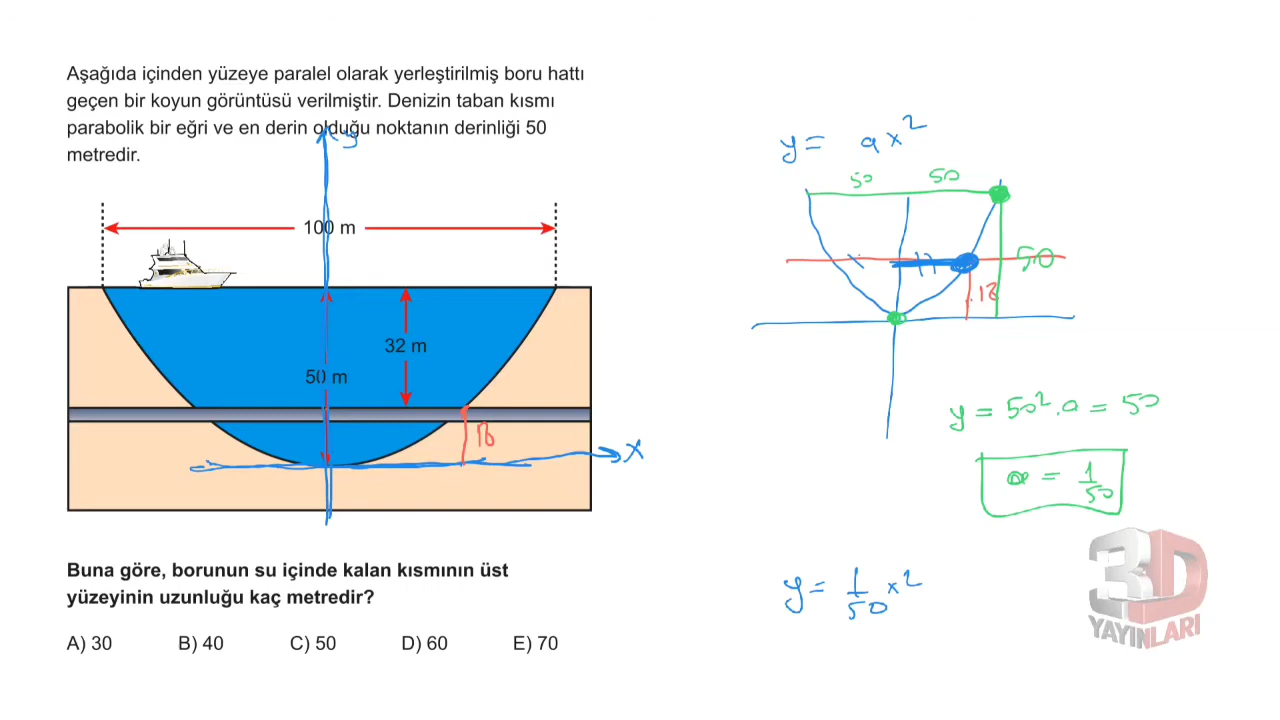 Aşağıda içinden yüzeye paralel olarak yerleştirilmiş boru hattı
geçen bir koyun görüntüsü verilmiştir. Denizin taban kısmı
parabolik bir eğri ve en derin olduğu noktanın derinliği 50
metredir.
y
100 m
32 m
50 m
18
x
Buna göre, borunun su içinde kalan kısmının üst
yüzeyinin uzunluğu kaç metredir?
A) 30 B) 40 C) 50 D) 60 E) 70
y = ax²
50 50
50
18
y = 50².a = 50
a = 1/50
y = 1/50 x²
3D
YAYINLARI